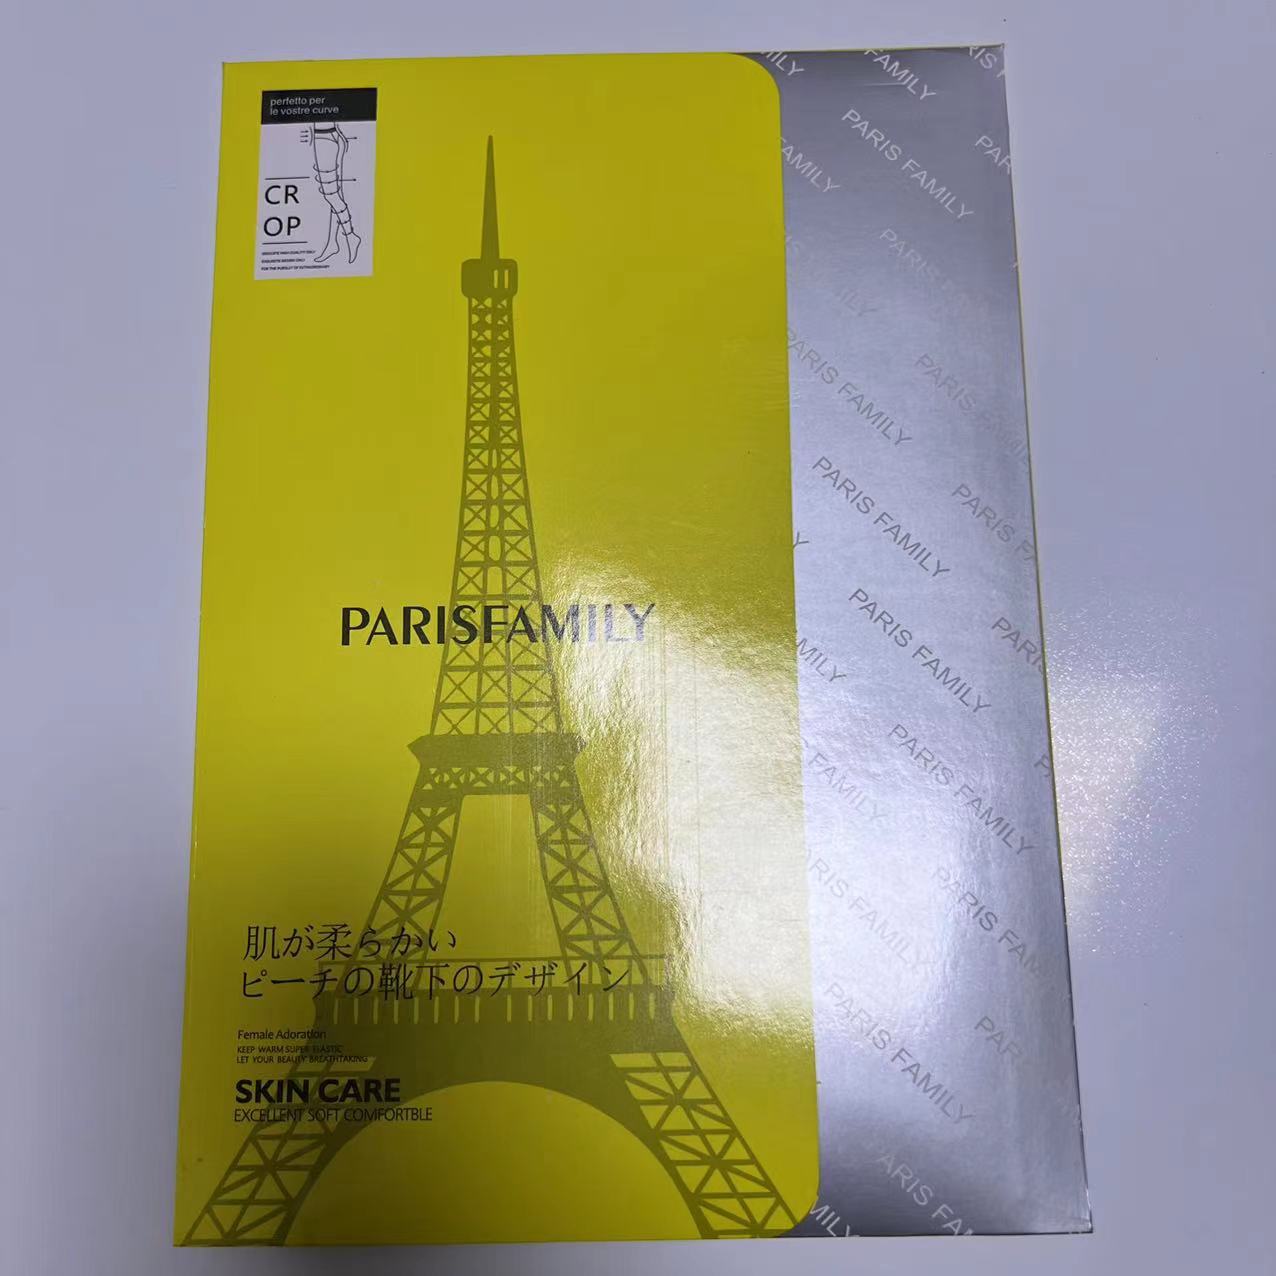 perfetto per
le vostre curve
CR
OP
PARISFAMILY
肌が柔らかい
ピーチの靴下のデザイン
Female Adoration
KEEP WARM SUPER ELASTIC
LET YOUR BEAUTY BREATHTAKING
SKIN CARE
EXCELLENT SOFT COMFORTBLE
FAMILY
PARIS FAMILY
PARIS FAMILY
PARIS FAMILY
PARIS FAMILY
PARIS FAMILY
PARIS FAMILY
PARIS FAMILY
PARIS FAMILY